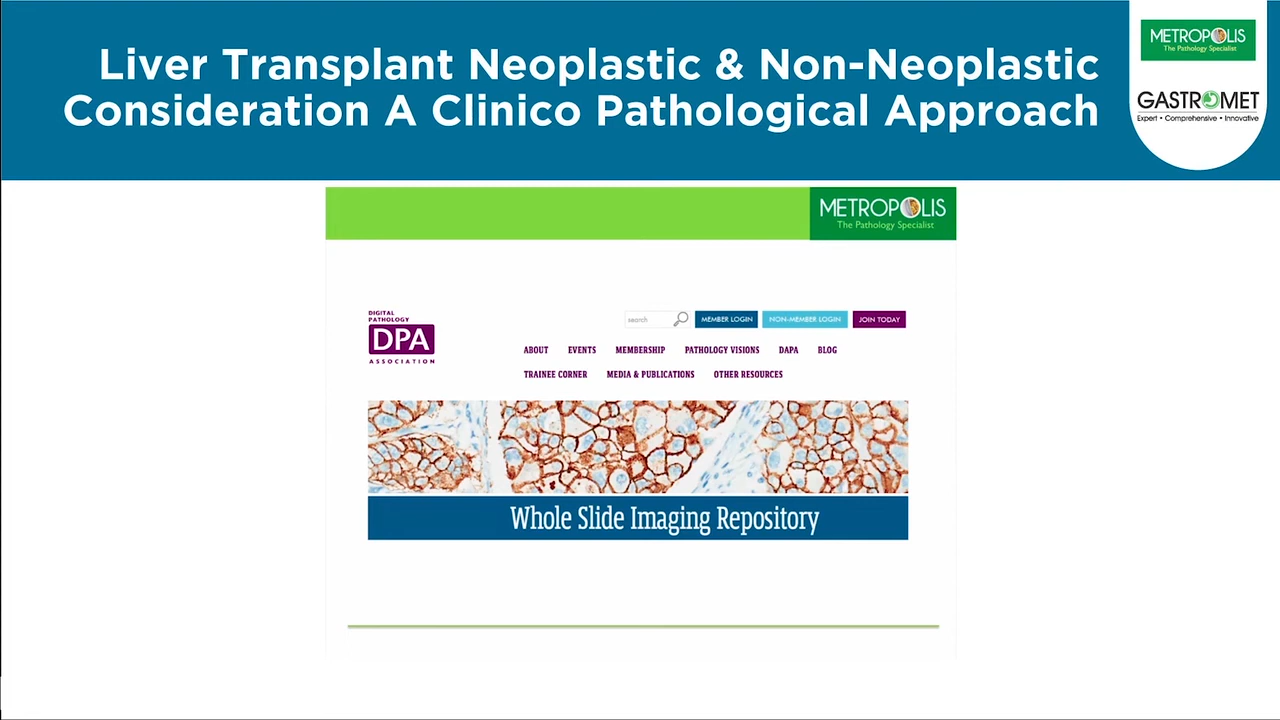 Liver Transplant Neoplastic & Non-Neoplastic
Consideration A Clinico Pathological Approach
METROPOLIS
The Pathology Specialist
GASTROMET
Expert • Comprehensive • Innovative
METROPOLIS
The Pathology Specialist
DIGITAL
PATHOLOGY
DPA
ASSOCIATION
search
MEMBER LOGIN
NON-MEMBER LOGIN
JOIN TODAY
ABOUT EVENTS MEMBERSHIP PATHOLOGY VISIONS DAPA BLOG
TRAINEE CORNER MEDIA & PUBLICATIONS OTHER RESOURCES
Whole Slide Imaging Repository